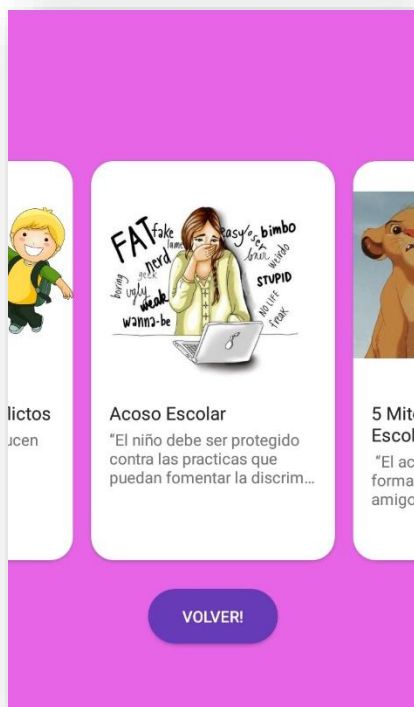 FAT
fake
lame
nerd
geek
boring
ugly
weak
wanna-be
easy
loser
bimbo
weirdo
STUPID
NO LIFE
freak
lictos
ucen
Acoso Escolar
"El niño debe ser protegido
contra las practicas que
puedan fomentar la discrim...
5 Mit
Escol
"El ac
forma
amigo
VOLVER!